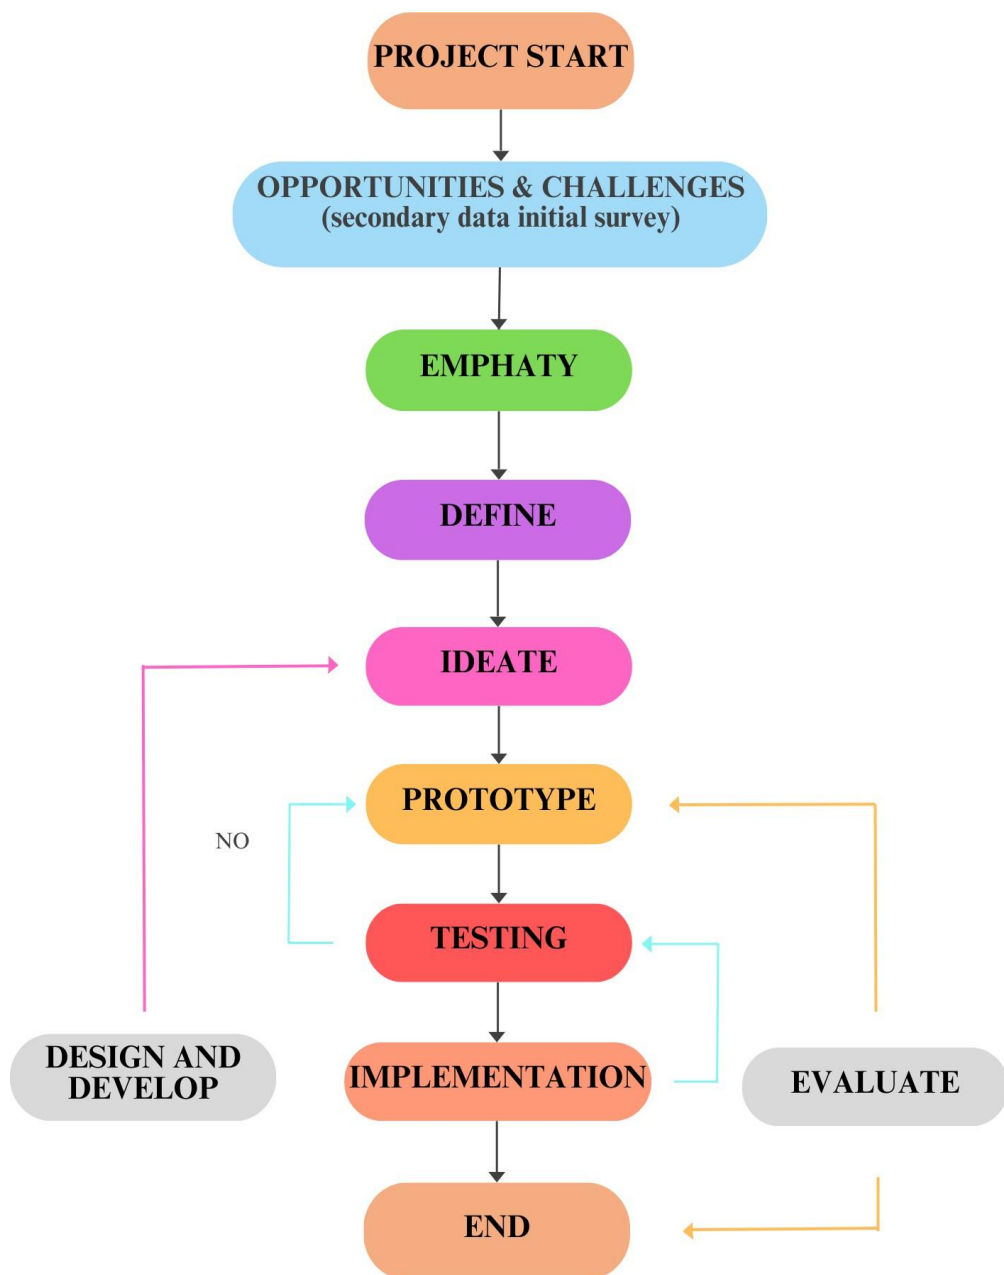 PROJECT START
OPPORTUNITIES & CHALLENGES
(secondary data initial survey)
EMPHATY
DEFINE
IDEATE
PROTOTYPE
NO
TESTING
DESIGN AND
DEVELOP
IMPLEMENTATION
EVALUATE
END